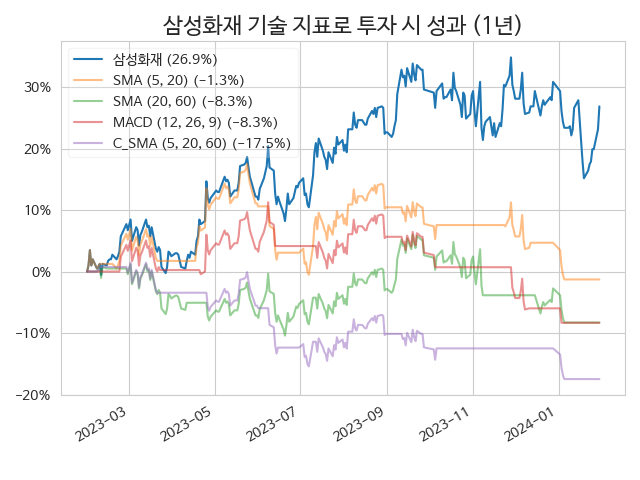 삼성화재 기술 지표로 투자 시 성과 (1년)
삼성화재 (26.9%)
SMA (5, 20) (−1.3%)
SMA (20, 60) (−8.3%)
MACD (12, 26, 9) (−8.3%)
C_SMA (5, 20, 60) (−17.5%)
30%
20%
10%
0%
−10%
−20%
2023−03
2023−05
2023−07
2023−09
2023−11
2024−01